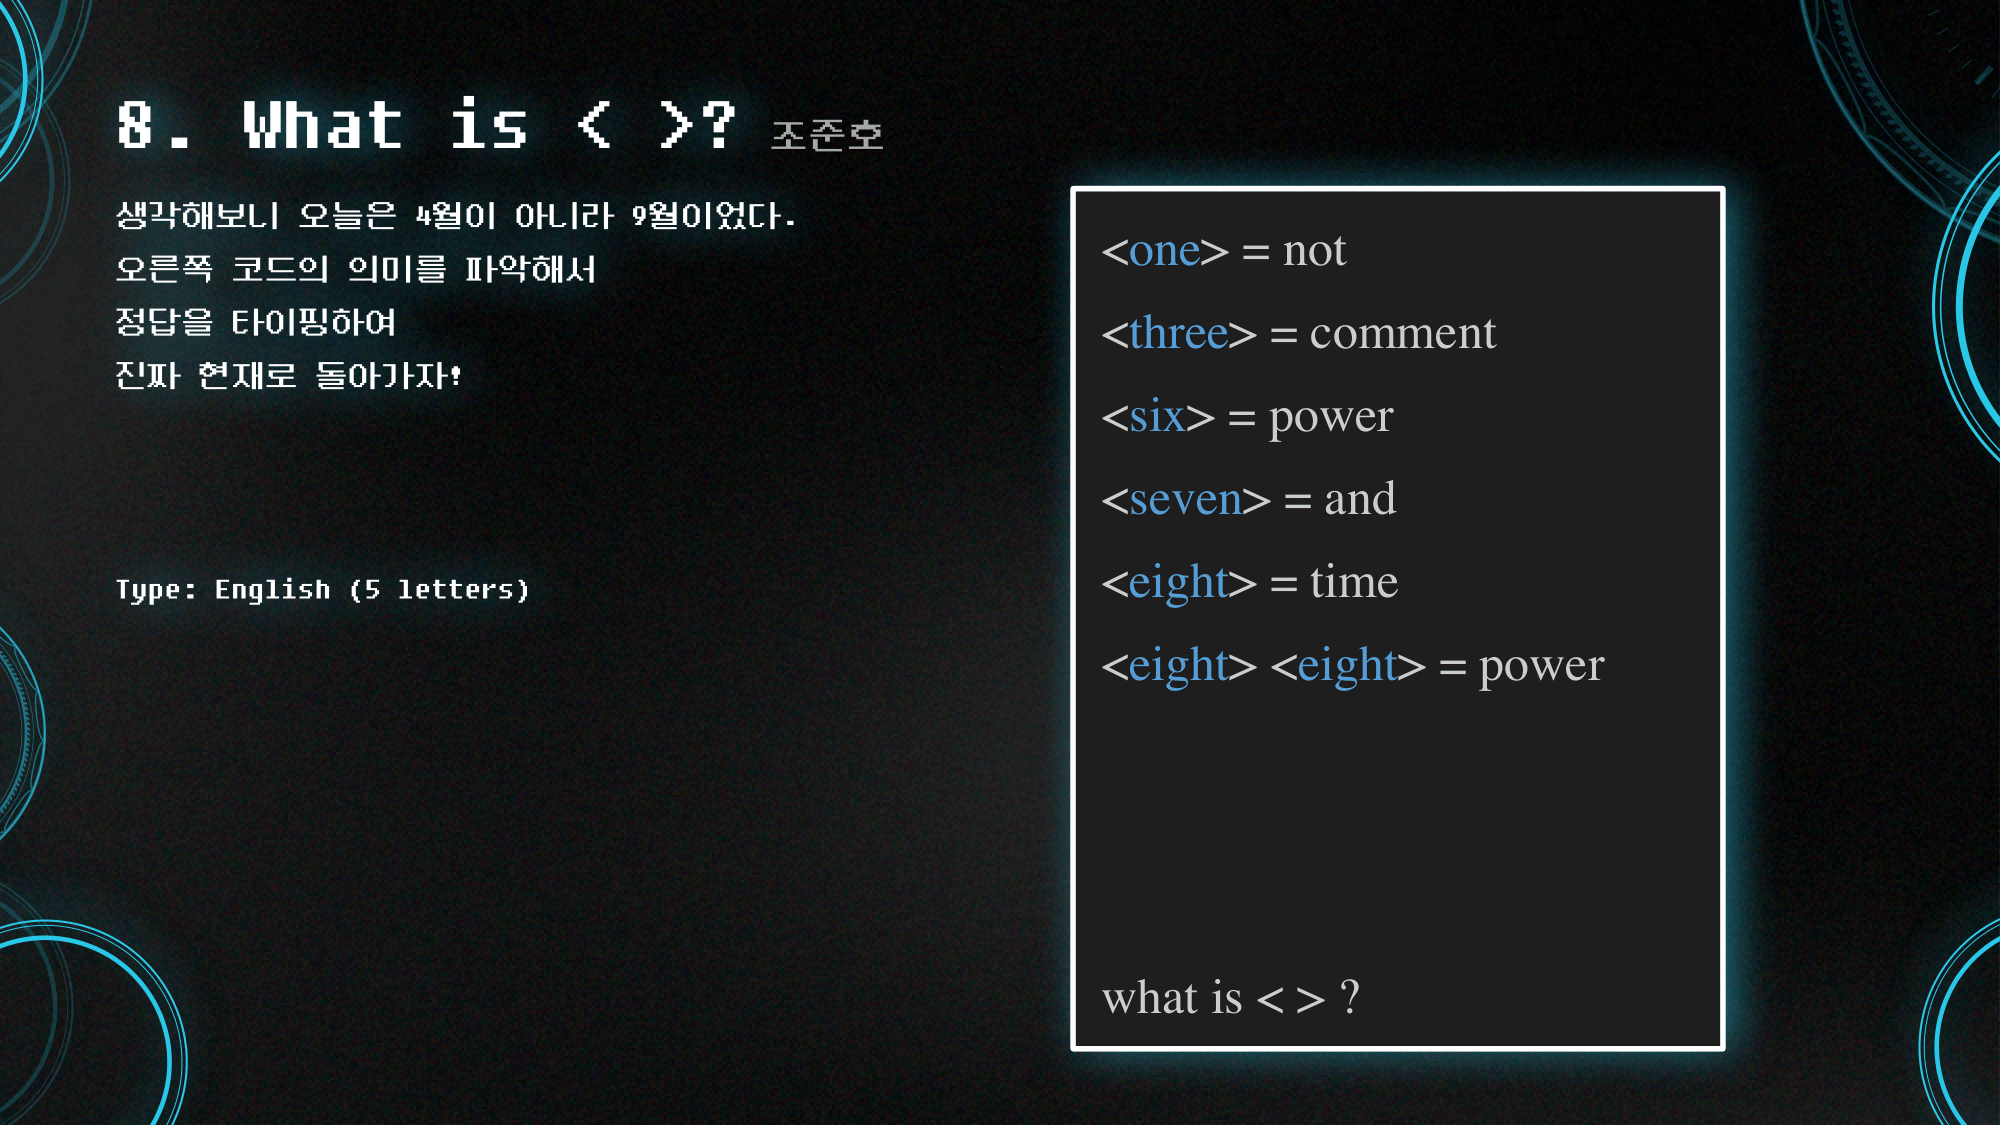 8. What is < >? 조준호
생각해보니 오늘은 4월이 아니라 9월이었다.
오른쪽 코드의 의미를 파악해서
정답을 타이핑하여
진짜 현재로 돌아가자!
Type: English (5 letters)
<one> = not
<three> = comment
<six> = power
<seven> = and
<eight> = time
<eight> <eight> = power
what is < > ?